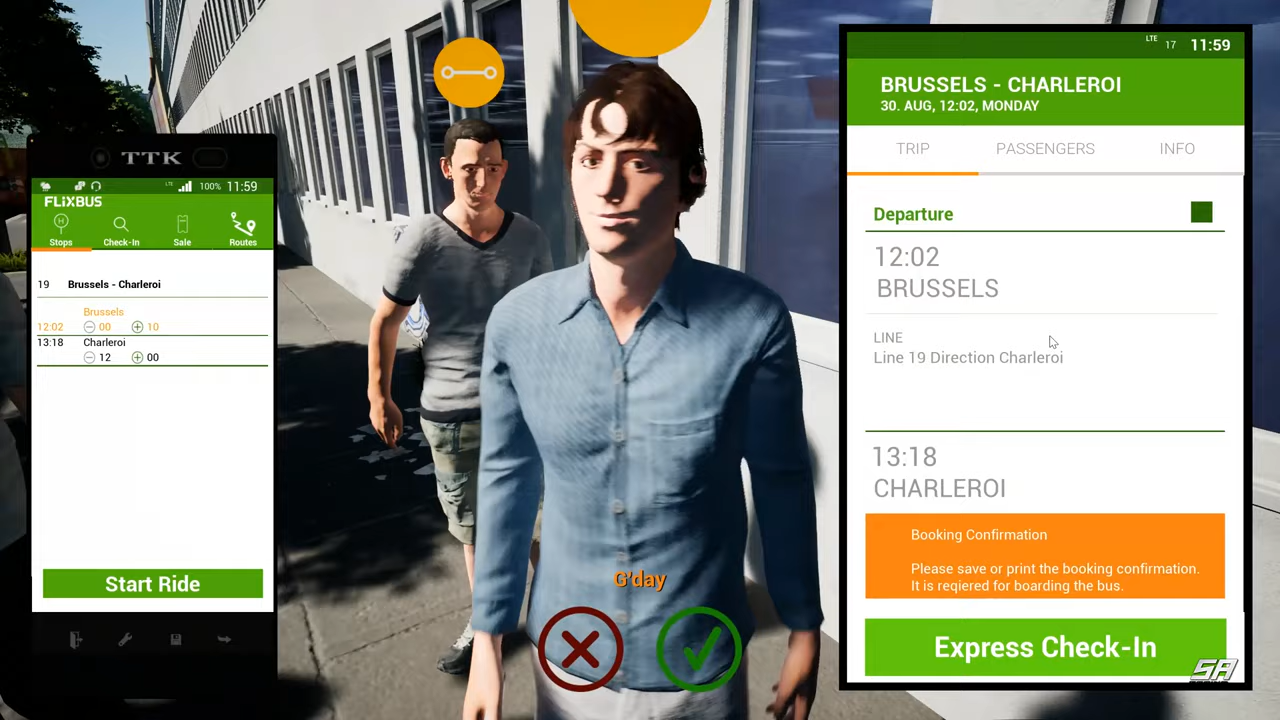 TTK
LTE 100% 11:59
FLiXBUS
Stops Check-In Sale Routes
19 Brussels - Charleroi
Brussels
12:02 00 10
13:18 Charleroi
12 00
Start Ride
G'day
LTE 17 11:59
BRUSSELS - CHARLEROI
30. AUG, 12:02, MONDAY
TRIP PASSENGERS INFO
Departure
12:02
BRUSSELS
LINE
Line 19 Direction Charleroi
13:18
CHARLEROI
Booking Confirmation
Please save or print the booking confirmation.
It is reqiered for boarding the bus.
Express Check-In
SA